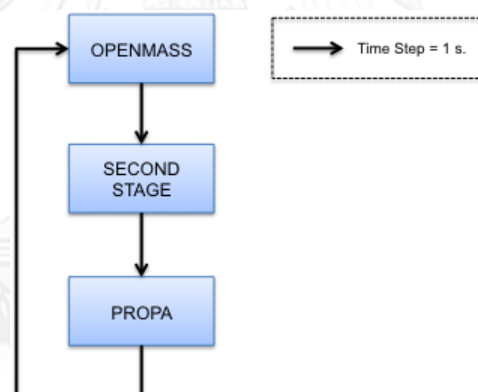 OPENMASS
Time Step = 1 s.
SECOND
STAGE
PROPA